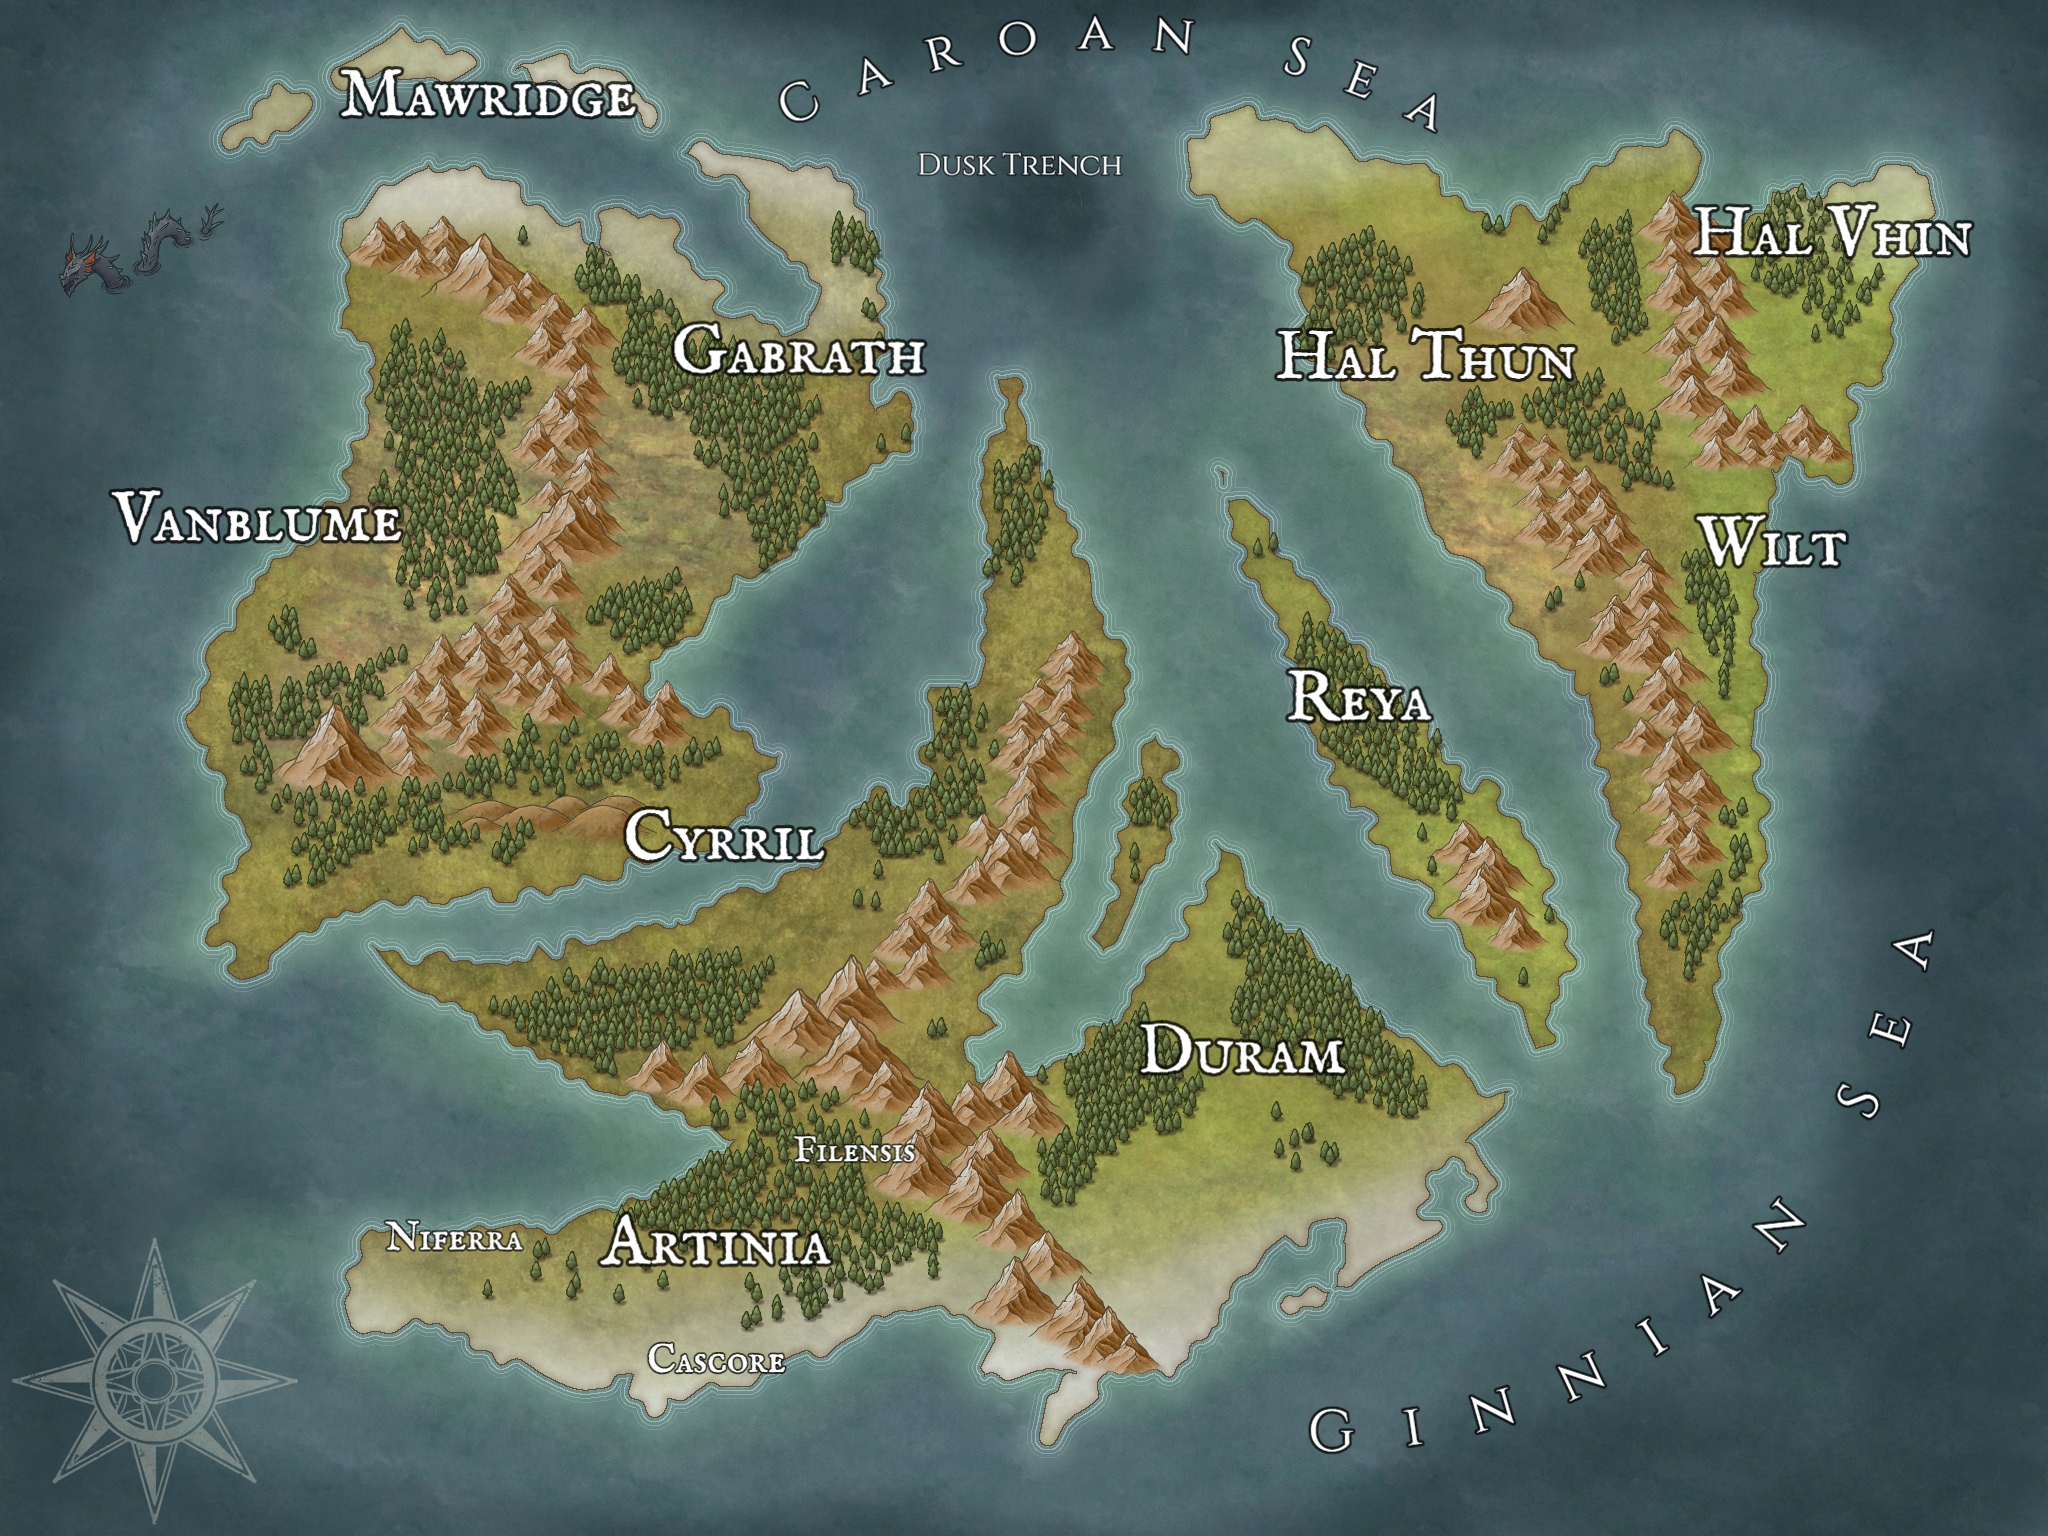 CAROAN SEA
MAWRIDGE
DUSK TRENCH
HAL VHIN
GABRATH
HAL THUN
VANBLUME
WILT
REYA
CYRRIL
DURAM
FILENSIS
NIFERRA
ARTINIA
CASCORE
GINNIAN SEA